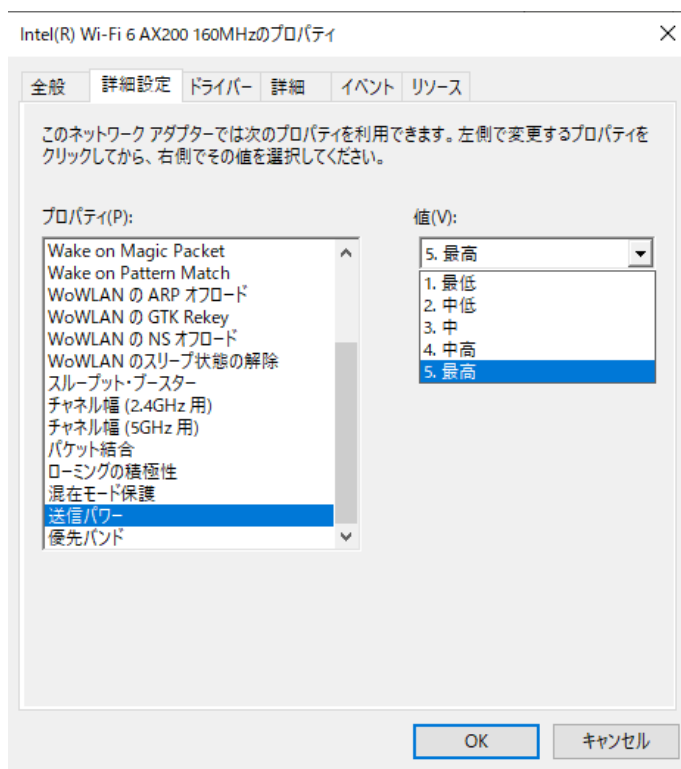 Intel(R) Wi-Fi 6 AX200 160MHzのプロパティ
全般 詳細設定 ドライバー 詳細 イベント リソース
このネットワーク アダプターでは次のプロパティを利用できます。左側で変更するプロパティを
クリックしてから、右側でその値を選択してください。
プロパティ(P):
Wake on Magic Packet
Wake on Pattern Match
WoWLAN の ARP オフロード
WoWLAN の GTK Rekey
WoWLAN の NS オフロード
WoWLAN のスリープ状態の解除
スループット・ブースター
チャネル幅 (2.4GHz 用)
チャネル幅 (5GHz 用)
パケット結合
ローミングの積極性
混在モード保護
送信パワー
優先バンド
値(V):
5. 最高
1. 最低
2. 中低
3. 中
4. 中高
5. 最高
OK
キャンセル